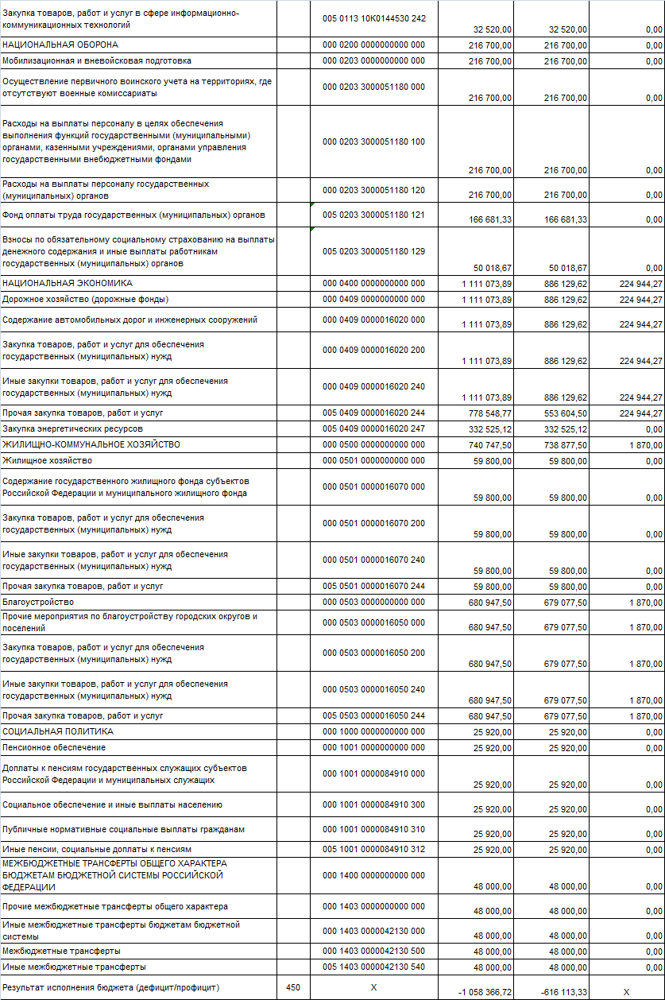 Закупка товаров, работ и услуг в сфере информационно-
коммуникационных технологий 005 0113 10К0144530 242 32 520,00 32 520,00 0,00
НАЦИОНАЛЬНАЯ ОБОРОНА 000 0200 0000000000 000 216 700,00 216 700,00 0,00
Мобилизационная и вневойсковая подготовка 000 0203 0000000000 000 216 700,00 216 700,00 0,00
Осуществление первичного воинского учета на территориях, где
отсутствуют военные комиссариаты 000 0203 3000051180 000 216 700,00 216 700,00 0,00
Расходы на выплаты персоналу в целях обеспечения
выполнения функций государственными (муниципальными)
органами, казенными учреждениями, органами управления
государственными внебюджетными фондами 000 0203 3000051180 100 216 700,00 216 700,00 0,00
Расходы на выплаты персоналу государственных
(муниципальных) органов 000 0203 3000051180 120 216 700,00 216 700,00 0,00
Фонд оплаты труда государственных (муниципальных) органов 005 0203 3000051180 121 166 681,33 166 681,33 0,00
Взносы по обязательному социальному страхованию на выплаты
денежного содержания и иные выплаты работникам
государственных (муниципальных) органов 005 0203 3000051180 129 50 018,67 50 018,67 0,00
НАЦИОНАЛЬНАЯ ЭКОНОМИКА 000 0400 0000000000 000 1 111 073,89 886 129,62 224 944,27
Дорожное хозяйство (дорожные фонды) 000 0409 0000000000 000 1 111 073,89 886 129,62 224 944,27
Содержание автомобильных дорог и инженерных сооружений 000 0409 0000016020 000 1 111 073,89 886 129,62 224 944,27
Закупка товаров, работ и услуг для обеспечения
государственных (муниципальных) нужд 000 0409 0000016020 200 1 111 073,89 886 129,62 224 944,27
Иные закупки товаров, работ и услуг для обеспечения
государственных (муниципальных) нужд 000 0409 0000016020 240 1 111 073,89 886 129,62 224 944,27
Прочая закупка товаров, работ и услуг 005 0409 0000016020 244 778 548,77 553 604,50 224 944,27
Закупка энергетических ресурсов 005 0409 0000016020 247 332 525,12 332 525,12 0,00
ЖИЛИЩНО-КОММУНАЛЬНОЕ ХОЗЯЙСТВО 000 0500 0000000000 000 740 747,50 738 877,50 1 870,00
Жилищное хозяйство 000 0501 0000000000 000 59 800,00 59 800,00 0,00
Содержание государственного жилищного фонда субъектов
Российской Федерации и муниципального жилищного фонда 000 0501 0000016070 000 59 800,00 59 800,00 0,00
Закупка товаров, работ и услуг для обеспечения
государственных (муниципальных) нужд 000 0501 0000016070 200 59 800,00 59 800,00 0,00
Иные закупки товаров, работ и услуг для обеспечения
государственных (муниципальных) нужд 000 0501 0000016070 240 59 800,00 59 800,00 0,00
Прочая закупка товаров, работ и услуг 005 0501 0000016070 244 59 800,00 59 800,00 0,00
Благоустройство 000 0503 0000000000 000 680 947,50 679 077,50 1 870,00
Прочие мероприятия по благоустройству городских округов и
поселений 000 0503 0000016050 000 680 947,50 679 077,50 1 870,00
Закупка товаров, работ и услуг для обеспечения
государственных (муниципальных) нужд 000 0503 0000016050 200 680 947,50 679 077,50 1 870,00
Иные закупки товаров, работ и услуг для обеспечения
государственных (муниципальных) нужд 000 0503 0000016050 240 680 947,50 679 077,50 1 870,00
Прочая закупка товаров, работ и услуг 005 0503 0000016050 244 680 947,50 679 077,50 1 870,00
СОЦИАЛЬНАЯ ПОЛИТИКА 000 1000 0000000000 000 25 920,00 25 920,00 0,00
Пенсионное обеспечение 000 1001 0000000000 000 25 920,00 25 920,00 0,00
Доплаты к пенсиям государственных служащих субъектов
Российской Федерации и муниципальных служащих 000 1001 0000084910 000 25 920,00 25 920,00 0,00
Социальное обеспечение и иные выплаты населению 000 1001 0000084910 300 25 920,00 25 920,00 0,00
Публичные нормативные социальные выплаты гражданам 000 1001 0000084910 310 25 920,00 25 920,00 0,00
Иные пенсии, социальные доплаты к пенсиям 005 1001 0000084910 312 25 920,00 25 920,00 0,00
МЕЖБЮДЖЕТНЫЕ ТРАНСФЕРТЫ ОБЩЕГО ХАРАКТЕРА
БЮДЖЕТАМ БЮДЖЕТНОЙ СИСТЕМЫ РОССИЙСКОЙ
ФЕДЕРАЦИИ 000 1400 0000000000 000 48 000,00 48 000,00 0,00
Прочие межбюджетные трансферты общего характера 000 1403 0000000000 000 48 000,00 48 000,00 0,00
Иные межбюджетные трансферты бюджетам бюджетной
системы 000 1403 0000042130 000 48 000,00 48 000,00 0,00
Межбюджетные трансферты 000 1403 0000042130 500 48 000,00 48 000,00 0,00
Иные межбюджетные трансферты 005 1403 0000042130 540 48 000,00 48 000,00 0,00
Результат исполнения бюджета (дефицит/профицит) 450 X -1 058 366,72 -616 113,33 X